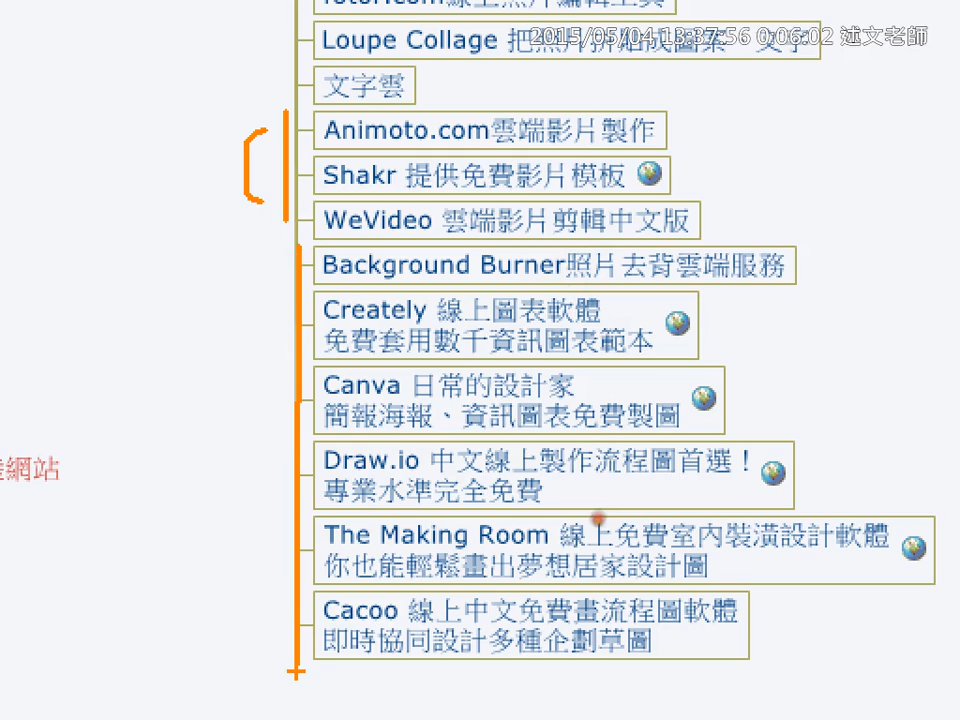 2015/05/04 13:37:56 0:06:02 述文老師
Loupe Collage 把照片拼貼成圖案、文字
文字雲
Animoto.com雲端影片製作
Shakr 提供免費影片模板
WeVideo 雲端影片剪輯中文版
Background Burner照片去背雲端服務
Creately 線上圖表軟體
免費套用數千資訊圖表範本
Canva 日常的設計家
簡報海報、資訊圖表免費製圖
網站
Draw.io 中文線上製作流程圖首選！
專業水準完全免費
The Making Room 線上免費室內裝潢設計軟體
你也能輕鬆畫出夢想居家設計圖
Cacoo 線上中文免費畫流程圖軟體
即時協同設計多種企劃草圖